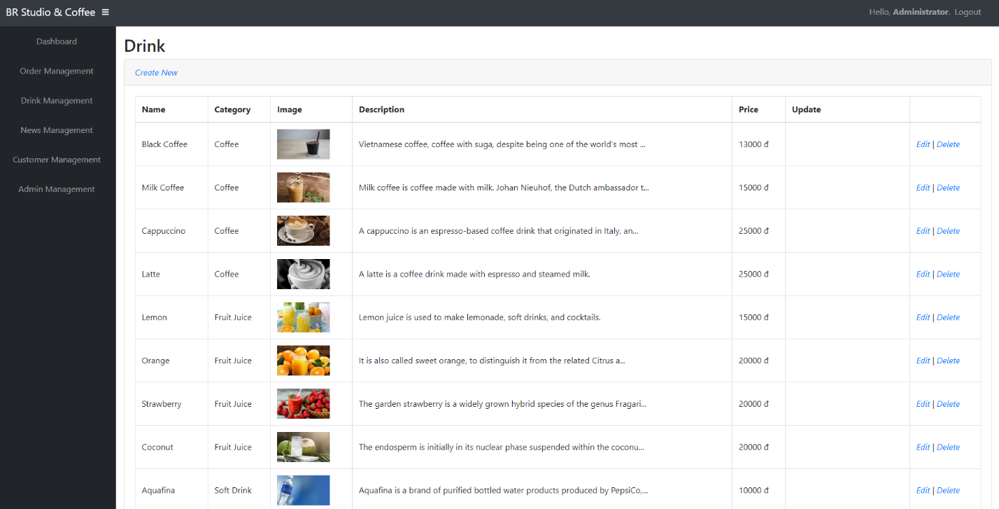 BR Studio & Coffee
Hello, Administrator. Logout
Dashboard
Order Management
Drink Management
News Management
Customer Management
Admin Management
Drink
Create New
Name Category Image Description Price Update
Black Coffee Coffee Vietnamese coffee, coffee with suga, despite being one of the world's most ... 13000 đ Edit | Delete
Milk Coffee Coffee Milk coffee is coffee made with milk. Johan Nieuhof, the Dutch ambassador t... 15000 đ Edit | Delete
Cappuccino Coffee A cappuccino is an espresso-based coffee drink that originated in Italy, an... 25000 đ Edit | Delete
Latte Coffee A latte is a coffee drink made with espresso and steamed milk. 25000 đ Edit | Delete
Lemon Fruit Juice Lemon juice is used to make lemonade, soft drinks, and cocktails. 15000 đ Edit | Delete
Orange Fruit Juice It is also called sweet orange, to distinguish it from the related Citrus a... 20000 đ Edit | Delete
Strawberry Fruit Juice The garden strawberry is a widely grown hybrid species of the genus Fragari... 20000 đ Edit | Delete
Coconut Fruit Juice The endosperm is initially in its nuclear phase suspended within the coconu... 20000 đ Edit | Delete
Aquafina Soft Drink Aquafina is a brand of purified bottled water products produced by PepsiCo,... 10000 đ Edit | Delete